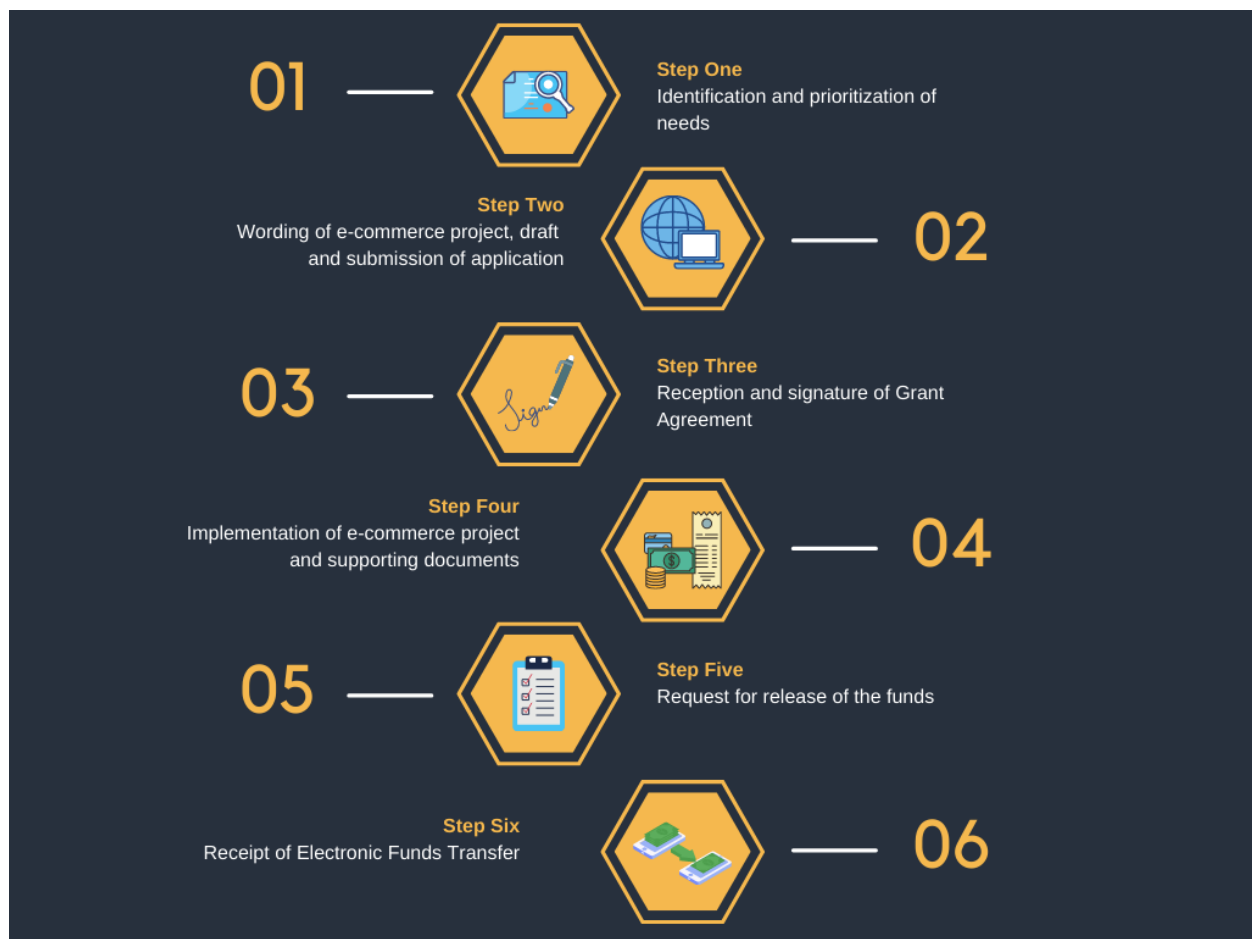 01
Step One
Identification and prioritization of
needs
Step Two
Wording of e-commerce project, draft
and submission of application
02
03
Sign
Step Three
Reception and signature of Grant
Agreement
Step Four
Implementation of e-commerce project
and supporting documents
$
04
05
Step Five
Request for release of the funds
Step Six
Receipt of Electronic Funds Transfer
06